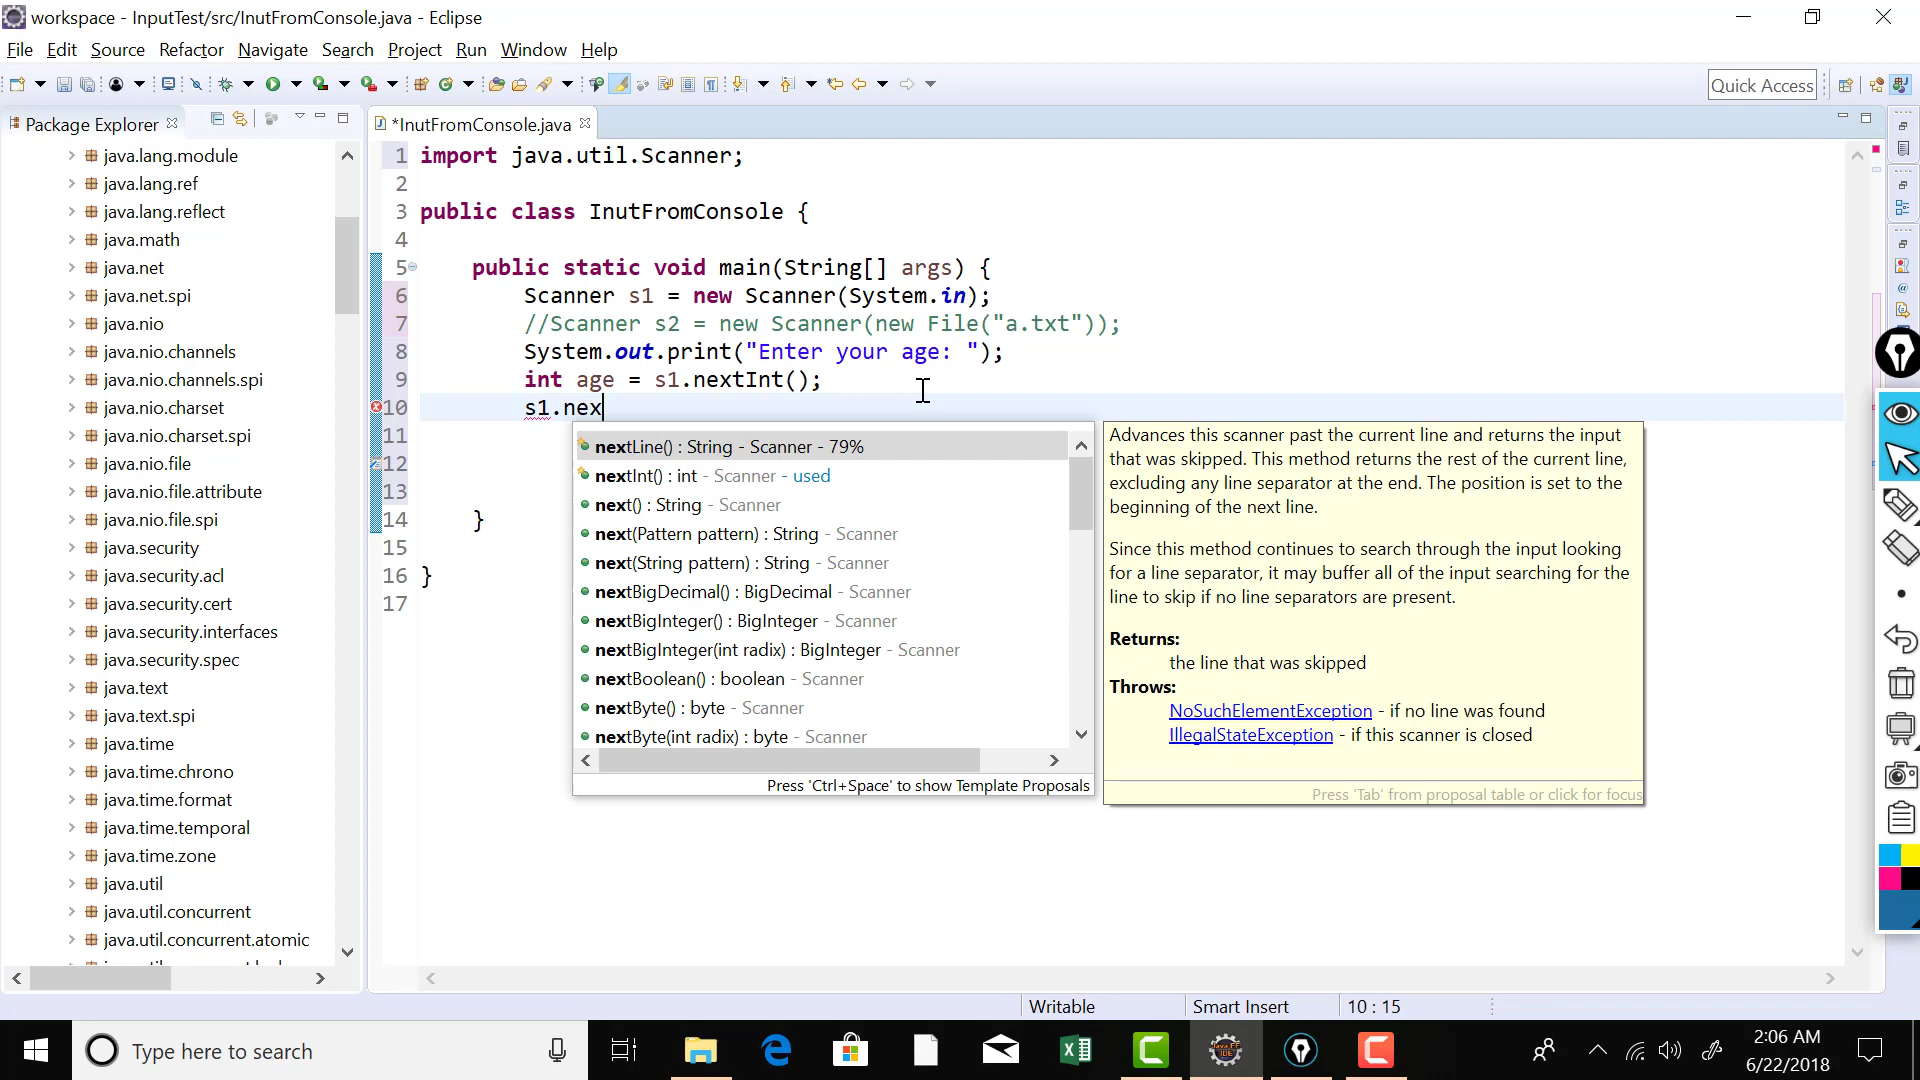 workspace - InputTest/src/InutFromConsole.java - Eclipse
File Edit Source Refactor Navigate Search Project Run Window Help
Quick Access
Package Explorer
*InutFromConsole.java
java.lang.module
java.lang.ref
java.lang.reflect
java.math
java.net
java.net.spi
java.nio
java.nio.channels
java.nio.channels.spi
java.nio.charset
java.nio.charset.spi
java.nio.file
java.nio.file.attribute
java.nio.file.spi
java.security
java.security.acl
java.security.cert
java.security.interfaces
java.security.spec
java.text
java.text.spi
java.time
java.time.chrono
java.time.format
java.time.temporal
java.time.zone
java.util
java.util.concurrent
java.util.concurrent.atomic
1 import java.util.Scanner;
2
3 public class InutFromConsole {
4
5 public static void main(String[] args) {
6 Scanner s1 = new Scanner(System.in);
7 //Scanner s2 = new Scanner(new File("a.txt"));
8 System.out.print("Enter your age: ");
9 int age = s1.nextInt();
10 s1.nex
11
12
13
14 }
15
16 }
17
nextLine() : String - Scanner - 79%
nextInt() : int - Scanner - used
next() : String - Scanner
next(Pattern pattern) : String - Scanner
next(String pattern) : String - Scanner
nextBigDecimal() : BigDecimal - Scanner
nextBigInteger() : BigInteger - Scanner
nextBigInteger(int radix) : BigInteger - Scanner
nextBoolean() : boolean - Scanner
nextByte() : byte - Scanner
nextByte(int radix) : byte - Scanner
Press 'Ctrl+Space' to show Template Proposals
Advances this scanner past the current line and returns the input
that was skipped. This method returns the rest of the current line,
excluding any line separator at the end. The position is set to the
beginning of the next line.
Since this method continues to search through the input looking
for a line separator, it may buffer all of the input searching for the
line to skip if no line separators are present.
Returns:
the line that was skipped
Throws:
NoSuchElementException - if no line was found
IllegalStateException - if this scanner is closed
Press 'Tab' from proposal table or click for focus
Writable Smart Insert 10 : 15
Type here to search
2:06 AM
6/22/2018